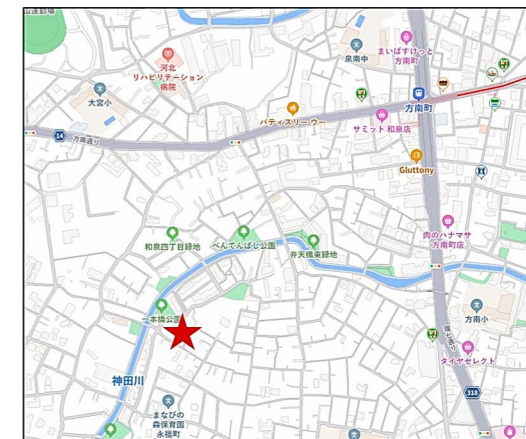 河北
リハビリテーション
病院
大宮小
14
方南通り
泉南中
まいばすけっと
方南町
パティスリー ウー
方南町
サミット 和泉店
Gluttony
肉のハナマサ
方南町店
和泉四丁目緑地
べんてんばし公園
弁天橋東緑地
一本橋公園
神田川
まなびの
森保育園
永福町
方南小
タイヤセレクト
318